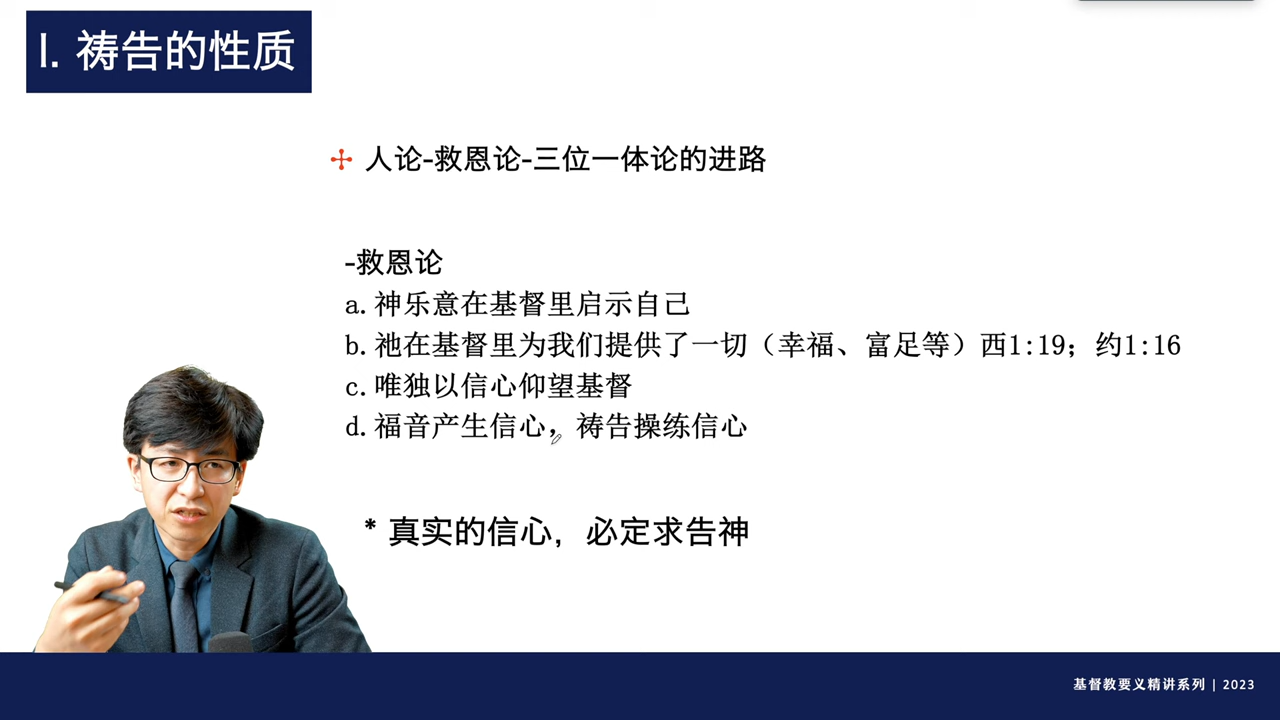 I. 祷告的性质
人论-救恩论-三位一体论的进路
-救恩论
a. 神乐意在基督里启示自己
b. 祂在基督里为我们提供了一切（幸福、富足等）西1:19；约1:16
c. 唯独以信心仰望基督
d. 福音产生信心，祷告操练信心
* 真实的信心，必定求告神
基督教要义精讲系列 | 2023